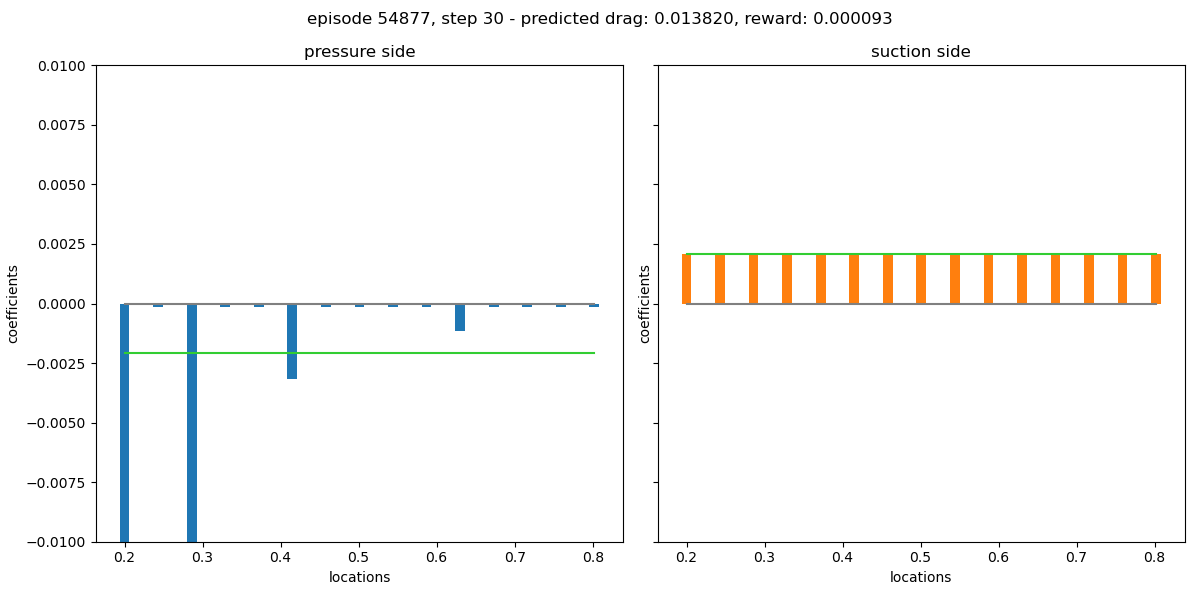 episode 54877, step 30 - predicted drag: 0.013820, reward: 0.000093
pressure side
suction side
0.0100
0.0075
0.0050
0.0025
0.0000
−0.0025
−0.0050
−0.0075
−0.0100
coefficients
coefficients
0.2 0.3 0.4 0.5 0.6 0.7 0.8
0.2 0.3 0.4 0.5 0.6 0.7 0.8
locations
locations